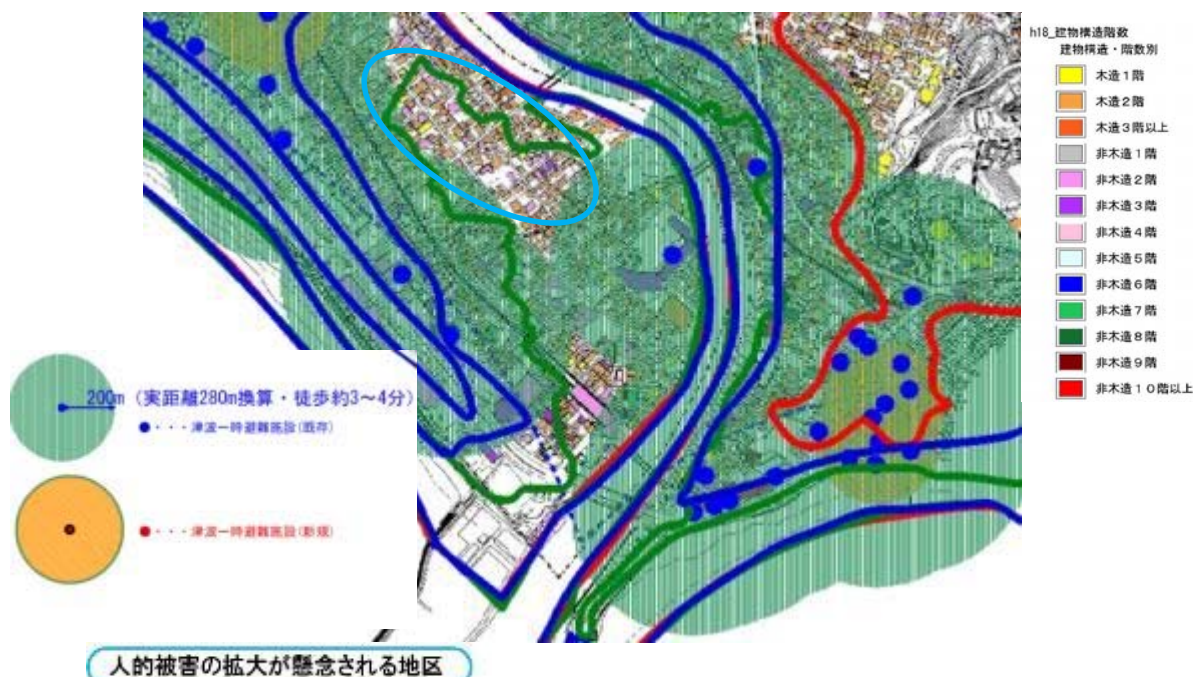 h18_建物構造階数
建物構造・階数別
木造1階
木造2階
木造3階以上
非木造1階
非木造2階
非木造3階
非木造4階
非木造5階
非木造6階
非木造7階
非木造8階
非木造9階
非木造10階以上
200m（実距離280m換算・徒歩約3～4分）
●・・・津波一時避難施設(既存)
●・・・津波一時避難施設(新規)
人的被害の拡大が懸念される地区